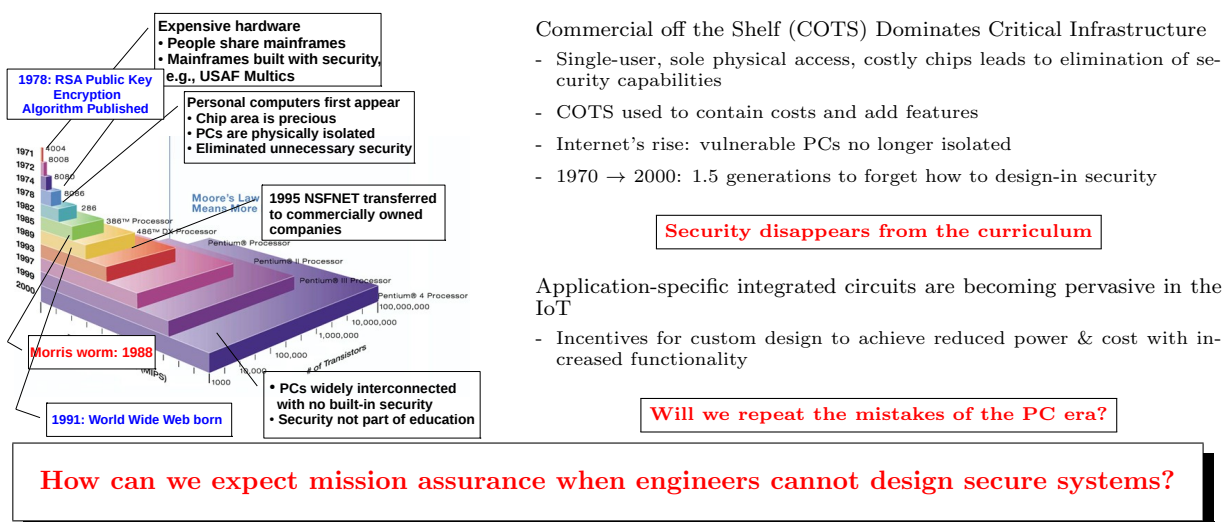 Expensive hardware
• People share mainframes
• Mainframes built with security,
e.g., USAF Multics
1978: RSA Public Key
Encryption
Algorithm Published
Personal computers first appear
• Chip area is precious
• PCs are physically isolated
• Eliminated unnecessary security
1971
4004
1972
8008
1974
8080
1978
8086
1982
286
1985
386™ Processor
1989
486™ DX Processor
1993
Pentium® Processor
1997
Pentium® II Processor
1999
Pentium® III Processor
2000
Pentium® 4 Processor
Moore's Law
Means More
1995 NSFNET transferred
to commercially owned
companies
100,000,000
10,000,000
1,000,000
100,000
10,000
1000
# of Transistors
(MIPS)
Morris worm: 1988
1991: World Wide Web born
• PCs widely interconnected
with no built-in security
• Security not part of education
Commercial off the Shelf (COTS) Dominates Critical Infrastructure
- Single-user, sole physical access, costly chips leads to elimination of se-
curity capabilities
- COTS used to contain costs and add features
- Internet's rise: vulnerable PCs no longer isolated
- 1970 → 2000: 1.5 generations to forget how to design-in security
Security disappears from the curriculum
Application-specific integrated circuits are becoming pervasive in the
IoT
- Incentives for custom design to achieve reduced power & cost with in-
creased functionality
Will we repeat the mistakes of the PC era?
How can we expect mission assurance when engineers cannot design secure systems?